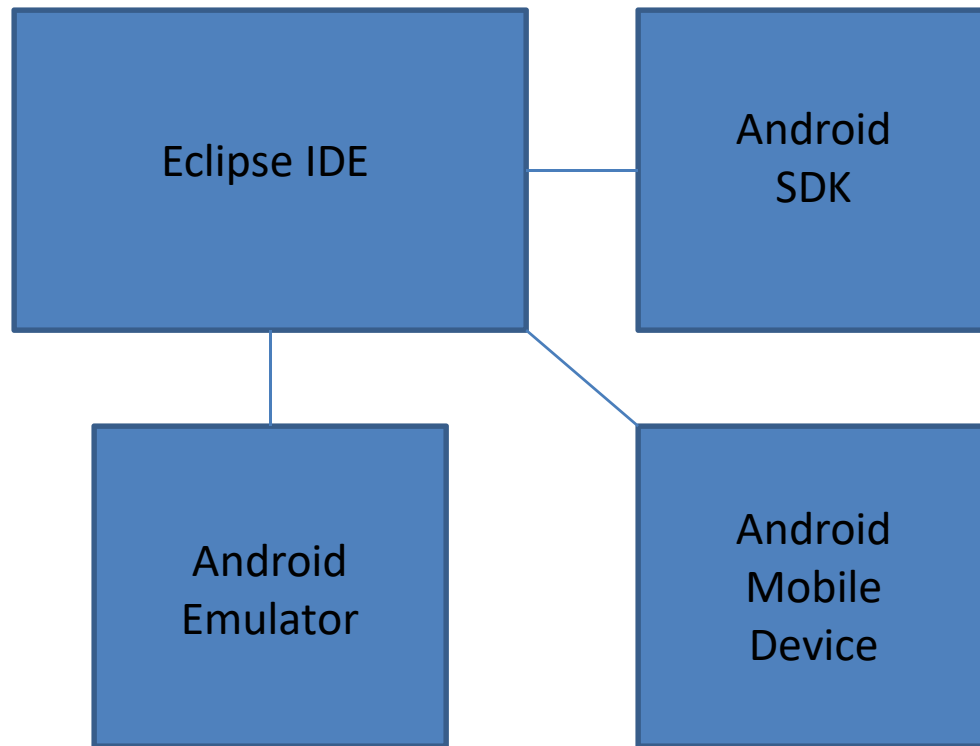 Eclipse IDE
Android
SDK
Android
Emulator
Android
Mobile
Device